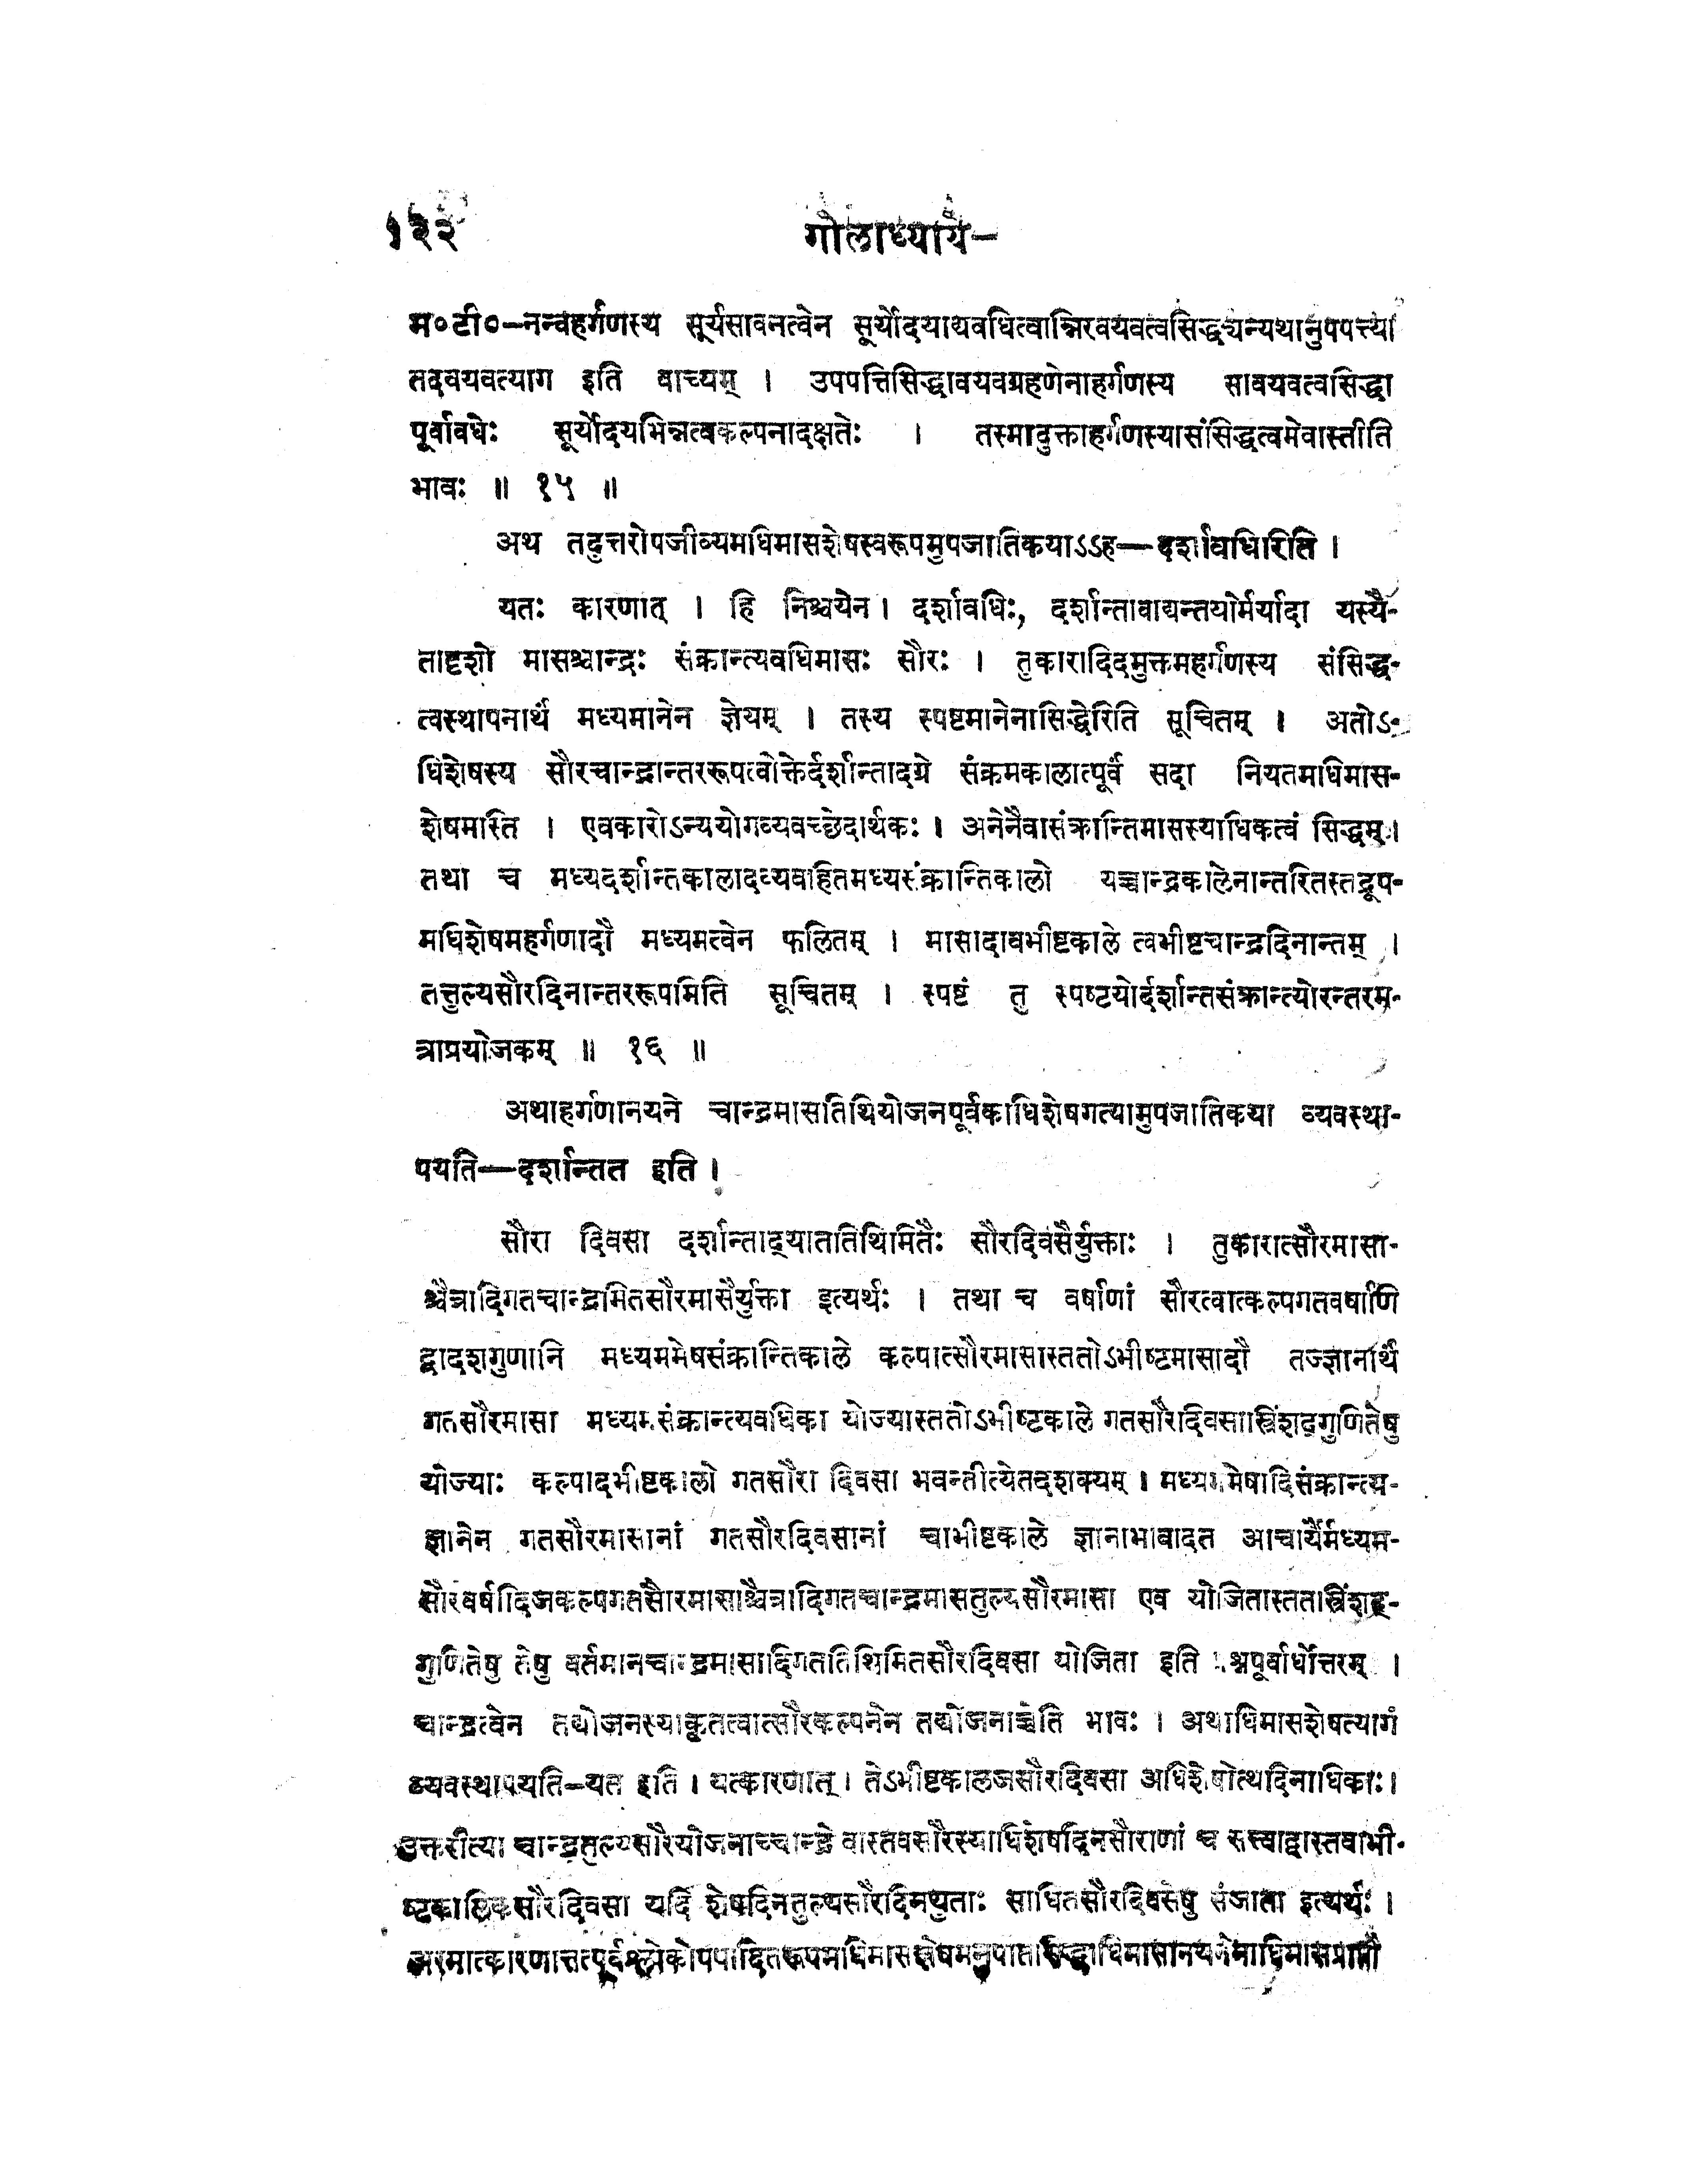 १२२ गोलाध्याये—
म०टी०—नन्वहर्गणस्य सूर्यसावनत्वेन सूर्योदयाद्यवधित्वान्निरवयवत्वसिद्ध्यन्यथानुपपत्त्या
तदवयवत्याग इति वाच्यम् । उपपत्तिसिद्धावयवग्रहणेनाहर्गणस्य सावयवत्वसिद्धा
पूर्वावधेः सूर्योदयभिन्नत्वकल्पनादक्षतेः । तस्मादुक्ताहर्गणस्यासंसिद्धत्वमेवास्तीति
भावः ॥ १५ ॥
अथ तदुत्तरोपजीव्यमधिमासशेषस्वरूपमुपजातिकयाऽऽह—दर्शावधिरिति ।
यतः कारणात् । हि निश्चयेन । दर्शावधिः, दर्शान्तावाद्यन्तयोर्मर्यादा यस्यै-
तादृशो मासश्चान्द्रः संक्रान्त्यवधिमासः सौरः । तुकारादिदमुक्तमहर्गणस्य संसिद्ध-
त्वस्थापनार्थं मध्यमानेन ज्ञेयम् । तस्य स्पष्टमानेनासिद्धेरिति सूचितम् । अतोऽ-
धिशेषस्य सौरचान्द्रान्तररूपत्वोक्तेर्दर्शान्तादग्रे संक्रमकालात्पूर्वं सदा नियतमधिमास-
शेषमास्ति । एवकारोऽन्ययोगव्यवच्छेदार्थकः । अनेनैवासंक्रान्तिमासस्याधिकत्वं सिद्धम् ।
तथा च मध्यदर्शान्तकालादव्यवहितमध्यसंक्रान्तिकालो यच्चान्द्रकालेनान्तरितस्तद्रूप-
मधिशेषमहर्गणादौ मध्यमत्वेन फलितम् । मासादावभीष्टकाले त्वभीष्टचान्द्रदिनान्तम् ।
तत्तुल्यसौरदिनान्तररूपमिति सूचितम् । स्पष्टं तु स्पष्टयोर्दर्शान्तसंक्रान्त्योरन्तरम-
त्राप्रयोजकम् ॥ १६ ॥
अथाहर्गणानयने चान्द्रमासतिथियोजनपूर्वकाधिशेषगत्यामुपजातिकया व्यवस्था-
पयति—दर्शान्तत इति ।
सौरा दिवसा दर्शान्ताद्याततिथिमितैः सौरदिवसैर्युक्ताः । तुकारात्सौरमासा-
श्चैत्रादिगतचान्द्रमितसौरमासैर्युक्ता इत्यर्थः । तथा च वर्षाणां सौरत्वात्कल्पगतवर्षाणि
द्वादशगुणानि मध्यममेषसंक्रान्तिकाले कल्पात्सौरमासास्ततोऽभीष्टमासादौ तज्ज्ञानार्थं
गतसौरमासा मध्यमसंक्रान्त्यवधिका योज्यास्ततोऽभीष्टकाले गतसौरदिवसास्त्रिंशद्गुणितेषु
योज्याः कल्पादभीष्टकालो गतसौरा दिवसा भवन्तीत्येतदशक्यम् । मध्यममेषादिसंक्रान्त्य-
ज्ञानेन गतसौरमासानां गतसौरदिवसानां चाभीष्टकाले ज्ञानाभावादत आचार्यैर्मध्यम-
सौरवर्षादिजकल्पगतसौरमासाश्चैत्रादिगतचान्द्रमासतुल्यसौरमासा एव योजितास्ततस्त्रिंशद्-
गुणितेषु तेषु वर्तमानचान्द्रमासादिगततिथिमितसौरदिवसा योजिता इति पूर्वार्धोत्तरम् ।
चान्द्रत्वेन तद्योजनस्याकृतत्वात्सौरकल्पनेन तद्योजनाच्चेति भावः । अथाधिमासशेषत्यागं
व्यवस्थापयति—यत इति । यत्कारणात् । तेऽभीष्टकालजसौरदिवसा अधिशेषोत्थदिनाधिकाः ।
उक्तरीत्या चान्द्रतुल्यसौरयोजनाच्चान्द्रे वास्तवसौरस्याधिशेषदिनसौराणां च सत्त्वाद्वास्तवाभी-
ष्टकालिकसौरदिवसा यदि शेषदिनतुल्यसौरदिमयुताः साधितसौरदिवसेषु संजाता इत्यर्थः ।
अस्मात्कारणात्तत्पूर्वश्लोकोपपादितरूपमधिमासशेषमनुपातसिद्धाधिमासानयनेमाधिमासप्राप्तौ